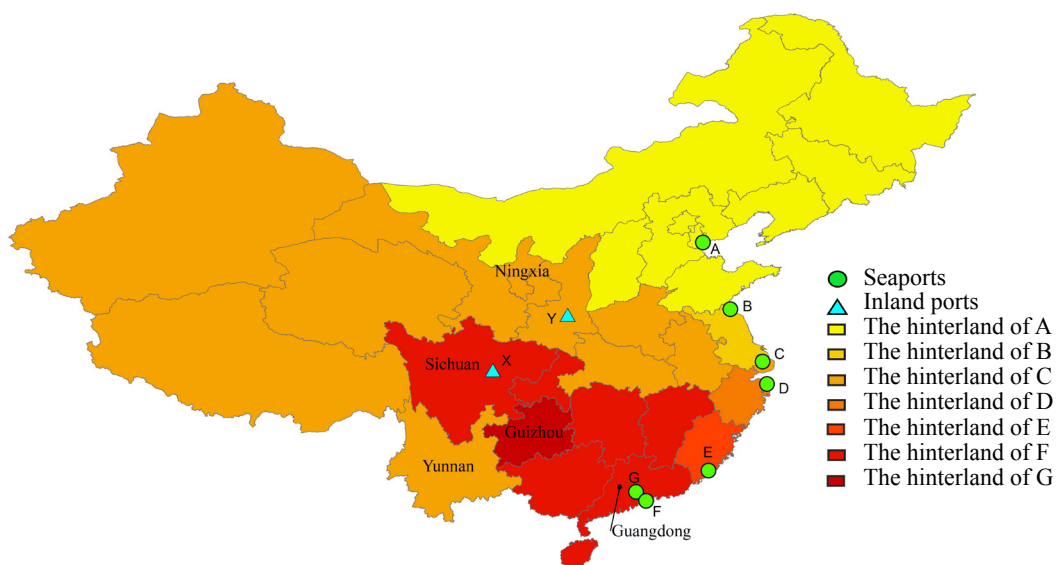 Ningxia
A
B
Y
C
Sichuan
X
D
Guizhou
Yunnan
E
G
F
Guangdong
Seaports
Inland ports
The hinterland of A
The hinterland of B
The hinterland of C
The hinterland of D
The hinterland of E
The hinterland of F
The hinterland of G